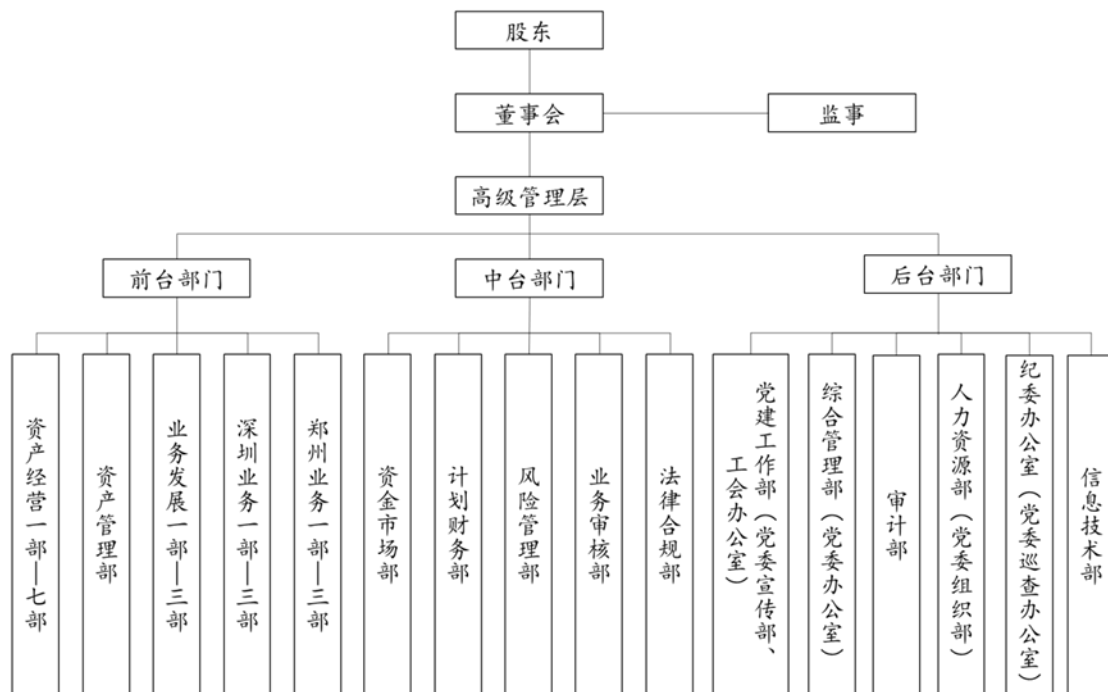 股东
董事会
监事
高级管理层
前台部门
中台部门
后台部门
资产经营一部—七部
资产管理部
业务发展一部—三部
深圳业务一部—三部
郑州业务一部—三部
资金市场部
计划财务部
风险管理部
业务审核部
法律合规部
党建工作部（党委宣传部、
工会办公室）
综合管理部（党委办公室）
审计部
人力资源部（党委组织部）
纪委办公室（党委巡查办公室）
信息技术部